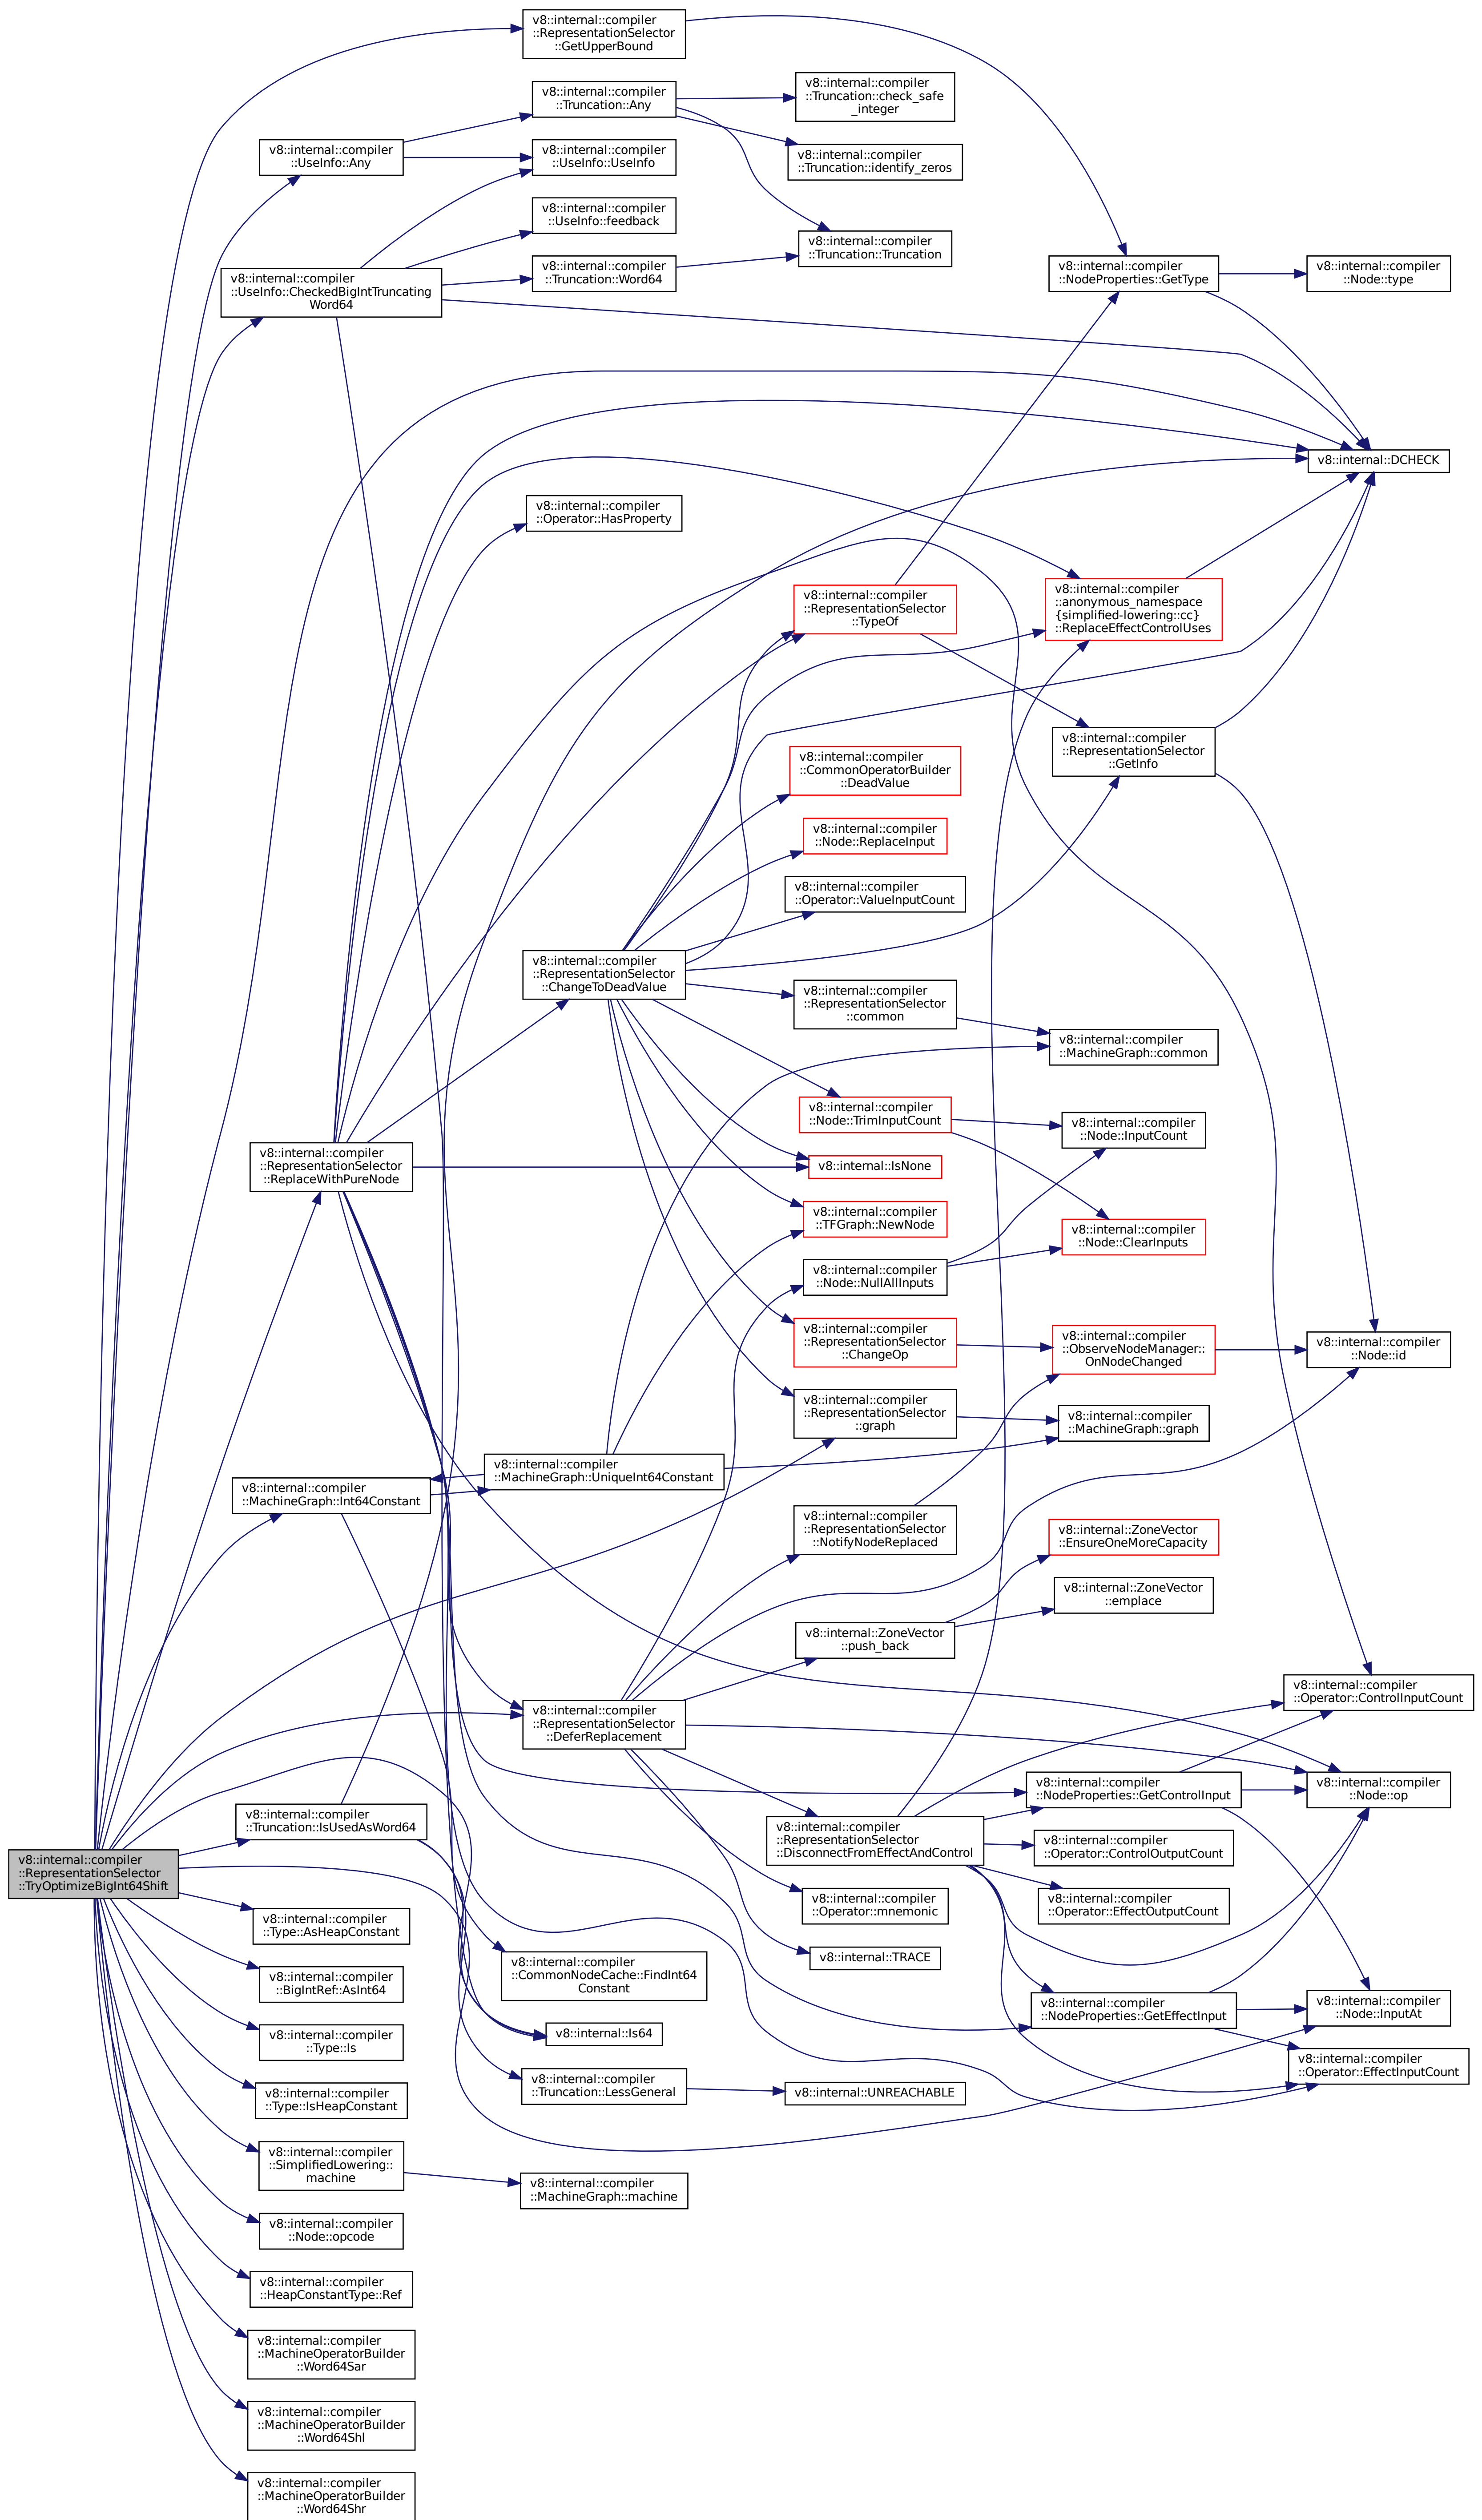 v8::internal::compiler
::RepresentationSelector
::GetUpperBound
v8::internal::compiler
::Truncation::Any
v8::internal::compiler
::Truncation::check_safe
_integer
v8::internal::compiler
::UseInfo::Any
v8::internal::compiler
::UseInfo::UseInfo
v8::internal::compiler
::Truncation::identify_zeros
v8::internal::compiler
::UseInfo::feedback
v8::internal::compiler
::Truncation::Truncation
v8::internal::compiler
::UseInfo::CheckedBigIntTruncating
Word64
v8::internal::compiler
::Truncation::Word64
v8::internal::compiler
::NodeProperties::GetType
v8::internal::compiler
::Node::type
v8::internal::DCHECK
v8::internal::compiler
::Operator::HasProperty
v8::internal::compiler
::RepresentationSelector
::TypeOf
v8::internal::compiler
::anonymous_namespace
{simplified-lowering::cc}
::ReplaceEffectControlUses
v8::internal::compiler
::RepresentationSelector
::GetInfo
v8::internal::compiler
::CommonOperatorBuilder
::DeadValue
v8::internal::compiler
::Node::ReplaceInput
v8::internal::compiler
::Operator::ValueInputCount
v8::internal::compiler
::RepresentationSelector
::ChangeToDeadValue
v8::internal::compiler
::RepresentationSelector
::common
v8::internal::compiler
::MachineGraph::common
v8::internal::compiler
::Node::TrimInputCount
v8::internal::compiler
::Node::InputCount
v8::internal::compiler
::RepresentationSelector
::ReplaceWithPureNode
v8::internal::IsNone
v8::internal::compiler
::TFGraph::NewNode
v8::internal::compiler
::Node::ClearInputs
v8::internal::compiler
::Node::NullAllInputs
v8::internal::compiler
::RepresentationSelector
::ChangeOp
v8::internal::compiler
::ObserveNodeManager::
OnNodeChanged
v8::internal::compiler
::Node::id
v8::internal::compiler
::RepresentationSelector
::graph
v8::internal::compiler
::MachineGraph::graph
v8::internal::compiler
::MachineGraph::UniqueInt64Constant
v8::internal::compiler
::MachineGraph::Int64Constant
v8::internal::compiler
::RepresentationSelector
::NotifyNodeReplaced
v8::internal::ZoneVector
::EnsureOneMoreCapacity
v8::internal::ZoneVector
::emplace
v8::internal::ZoneVector
::push_back
v8::internal::compiler
::Operator::ControlInputCount
v8::internal::compiler
::RepresentationSelector
::DeferReplacement
v8::internal::compiler
::NodeProperties::GetControlInput
v8::internal::compiler
::Node::op
v8::internal::compiler
::Truncation::IsUsedAsWord64
v8::internal::compiler
::RepresentationSelector
::DisconnectFromEffectAndControl
v8::internal::compiler
::Operator::ControlOutputCount
v8::internal::compiler
::RepresentationSelector
::TryOptimizeBigInt64Shift
v8::internal::compiler
::Operator::mnemonic
v8::internal::compiler
::Operator::EffectOutputCount
v8::internal::compiler
::Type::AsHeapConstant
v8::internal::TRACE
v8::internal::compiler
::CommonNodeCache::FindInt64
Constant
v8::internal::compiler
::BigIntRef::AsInt64
v8::internal::compiler
::NodeProperties::GetEffectInput
v8::internal::compiler
::Node::InputAt
v8::internal::compiler
::Type::Is
v8::internal::Is64
v8::internal::compiler
::Operator::EffectInputCount
v8::internal::compiler
::Type::IsHeapConstant
v8::internal::compiler
::Truncation::LessGeneral
v8::internal::UNREACHABLE
v8::internal::compiler
::SimplifiedLowering::
machine
v8::internal::compiler
::MachineGraph::machine
v8::internal::compiler
::Node::opcode
v8::internal::compiler
::HeapConstantType::Ref
v8::internal::compiler
::MachineOperatorBuilder
::Word64Sar
v8::internal::compiler
::MachineOperatorBuilder
::Word64Shl
v8::internal::compiler
::MachineOperatorBuilder
::Word64Shr